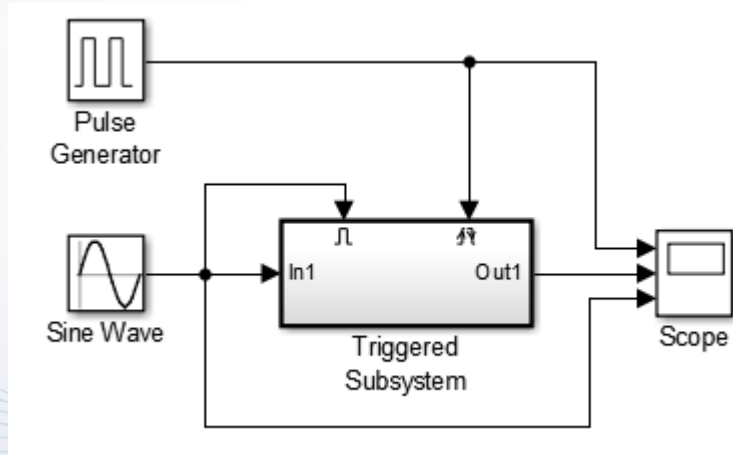 Pulse
Generator
In1
Out1
Sine Wave
Triggered
Subsystem
Scope